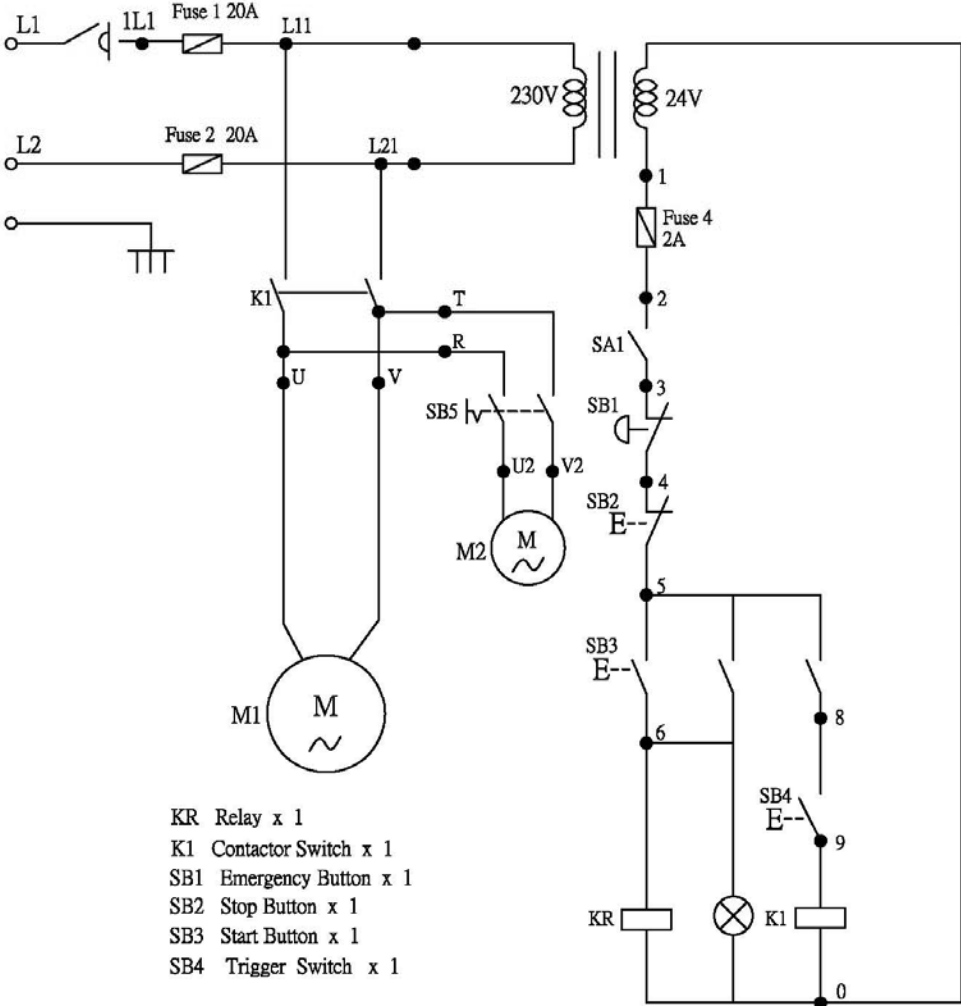 L1
1L1
Fuse 1 20A
L11
230V
24V
L2
Fuse 2 20A
L21
1
Fuse 4
2A
2
K1
T
R
SA1
U
V
3
SB5
SB1
U2
V2
4
SB2
E
M2
M
5
SB3
E
M1
M
6
8
SB4
E
9
KR Relay x 1
K1 Contactor Switch x 1
SB1 Emergency Button x 1
SB2 Stop Button x 1
SB3 Start Button x 1
SB4 Trigger Switch x 1
KR
K1
0